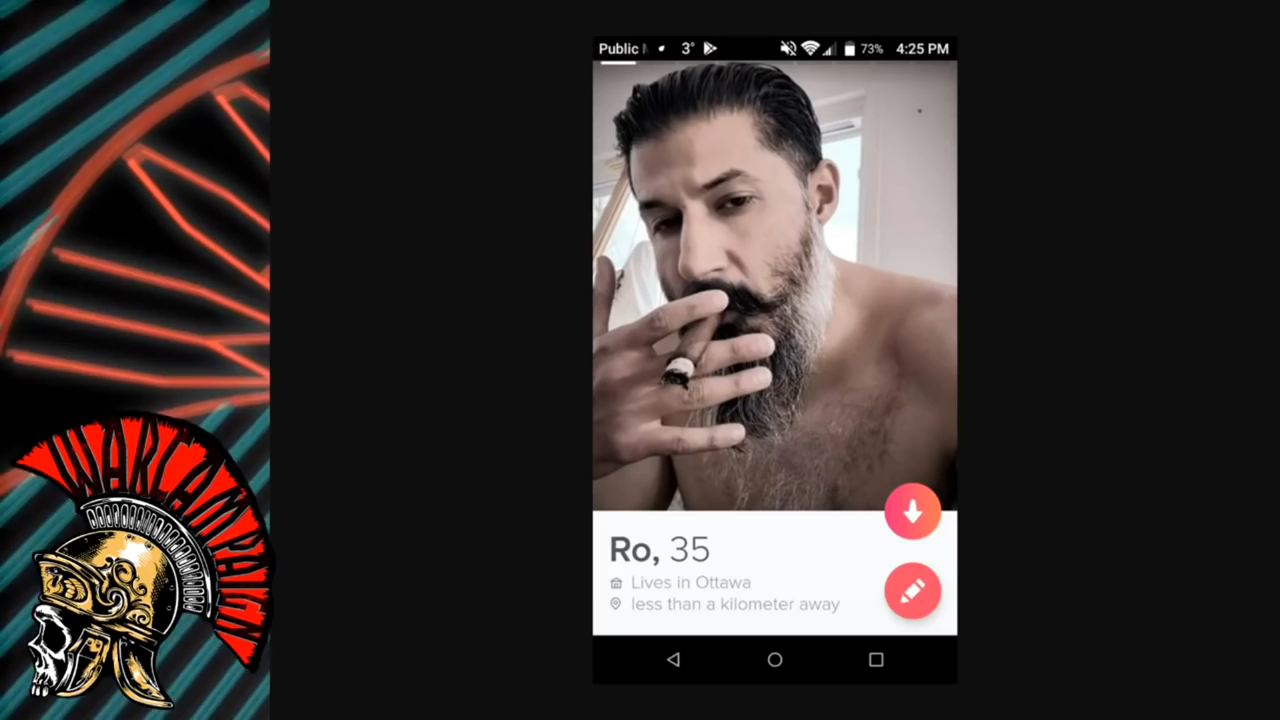 WARCAMPAIGN
Public
3° 73% 4:25 PM
Ro, 35
Lives in Ottawa
less than a kilometer away